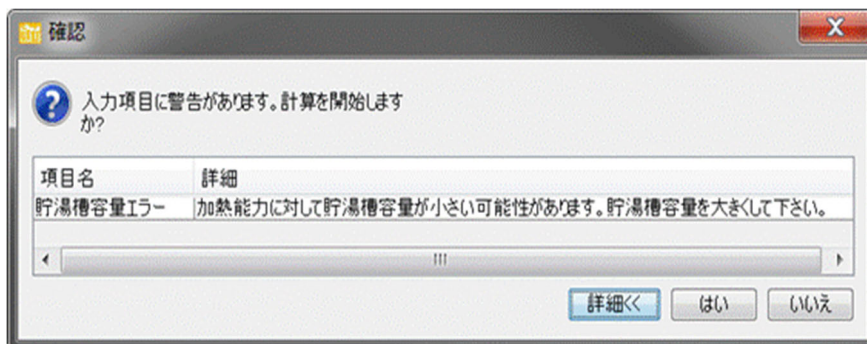 確認
入力項目に警告があります。計算を開始します
か?
項目名 詳細
貯湯槽容量エラー 加熱能力に対して貯湯槽容量が小さい可能性があります。貯湯槽容量を大きくして下さい。
詳細<< はい いいえ